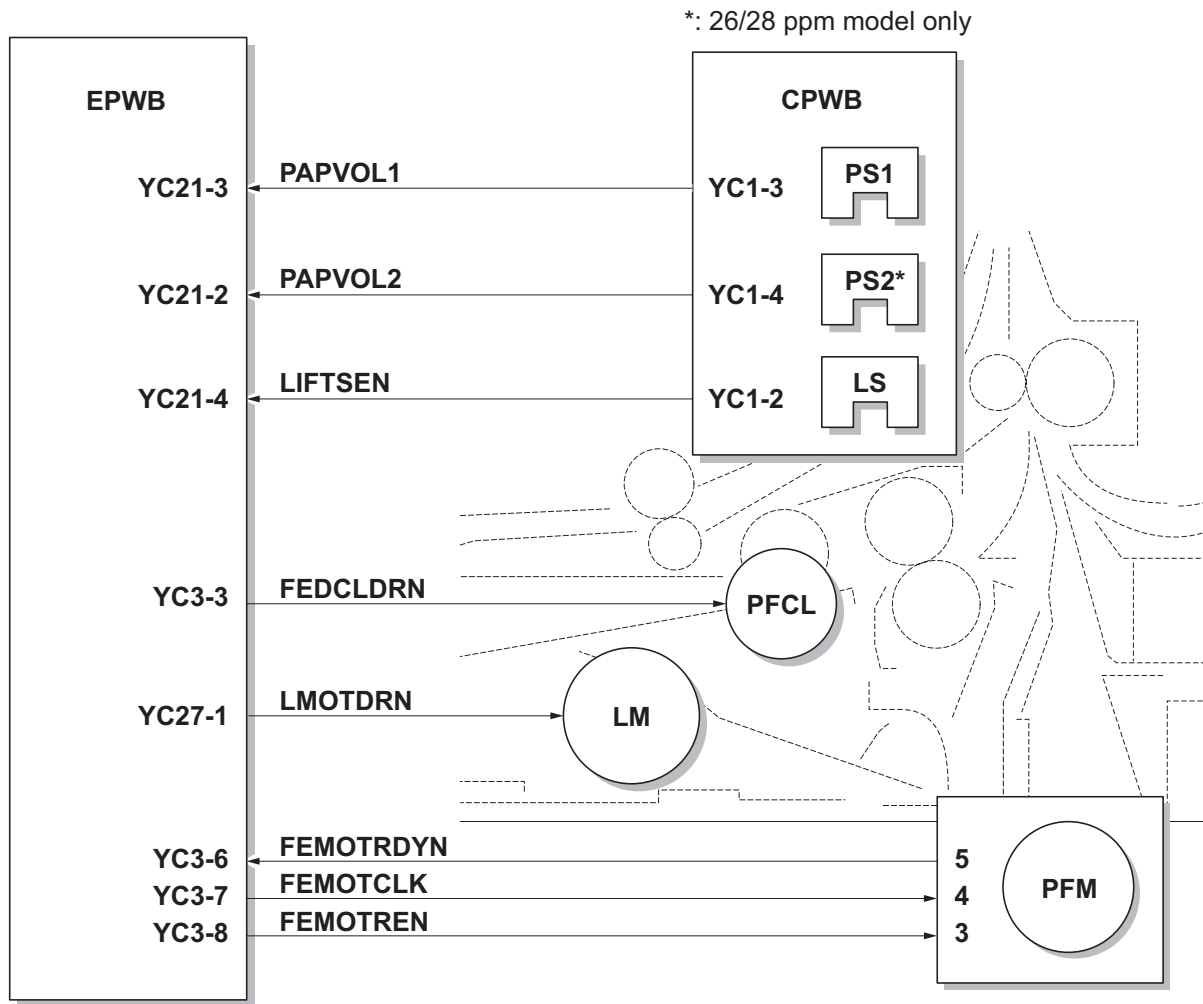 *: 26/28 ppm model only
EPWB
CPWB
YC21-3
PAPVOL1
YC1-3
PS1
YC21-2
PAPVOL2
YC1-4
PS2*
YC21-4
LIFTSEN
YC1-2
LS
YC3-3
FEDCLDRN
PFCL
YC27-1
LMOTDRN
LM
YC3-6
FEMOTRDYN
5
YC3-7
FEMOTCLK
4
PFM
YC3-8
FEMOTREN
3